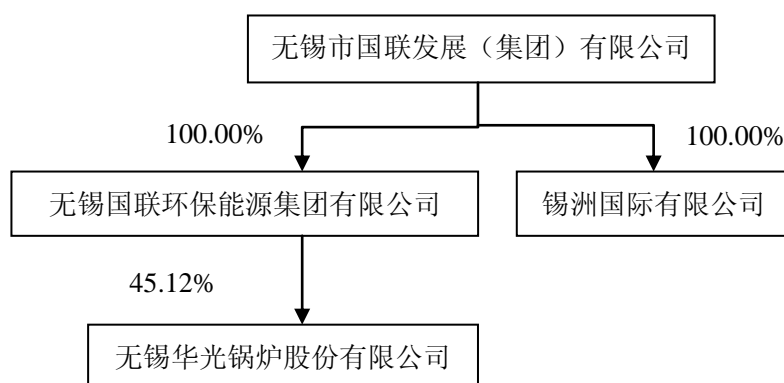 无锡市国联发展（集团）有限公司
100.00%
100.00%
无锡国联环保能源集团有限公司
锡洲国际有限公司
45.12%
无锡华光锅炉股份有限公司